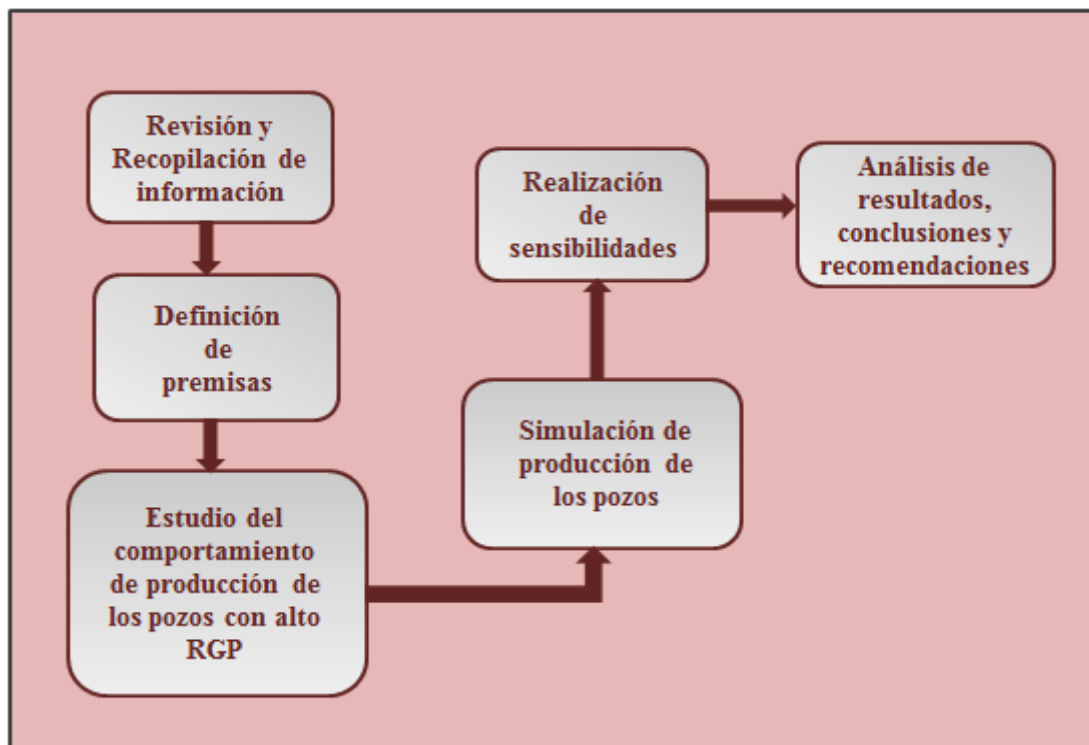 Revisión y
Recopilación de
información
Definición
de
premisas
Estudio del
comportamiento
de producción de
los pozos con alto
RGP
Simulación de
producción de
los pozos
Realización
de
sensibilidades
Análisis de
resultados,
conclusiones y
recomendaciones